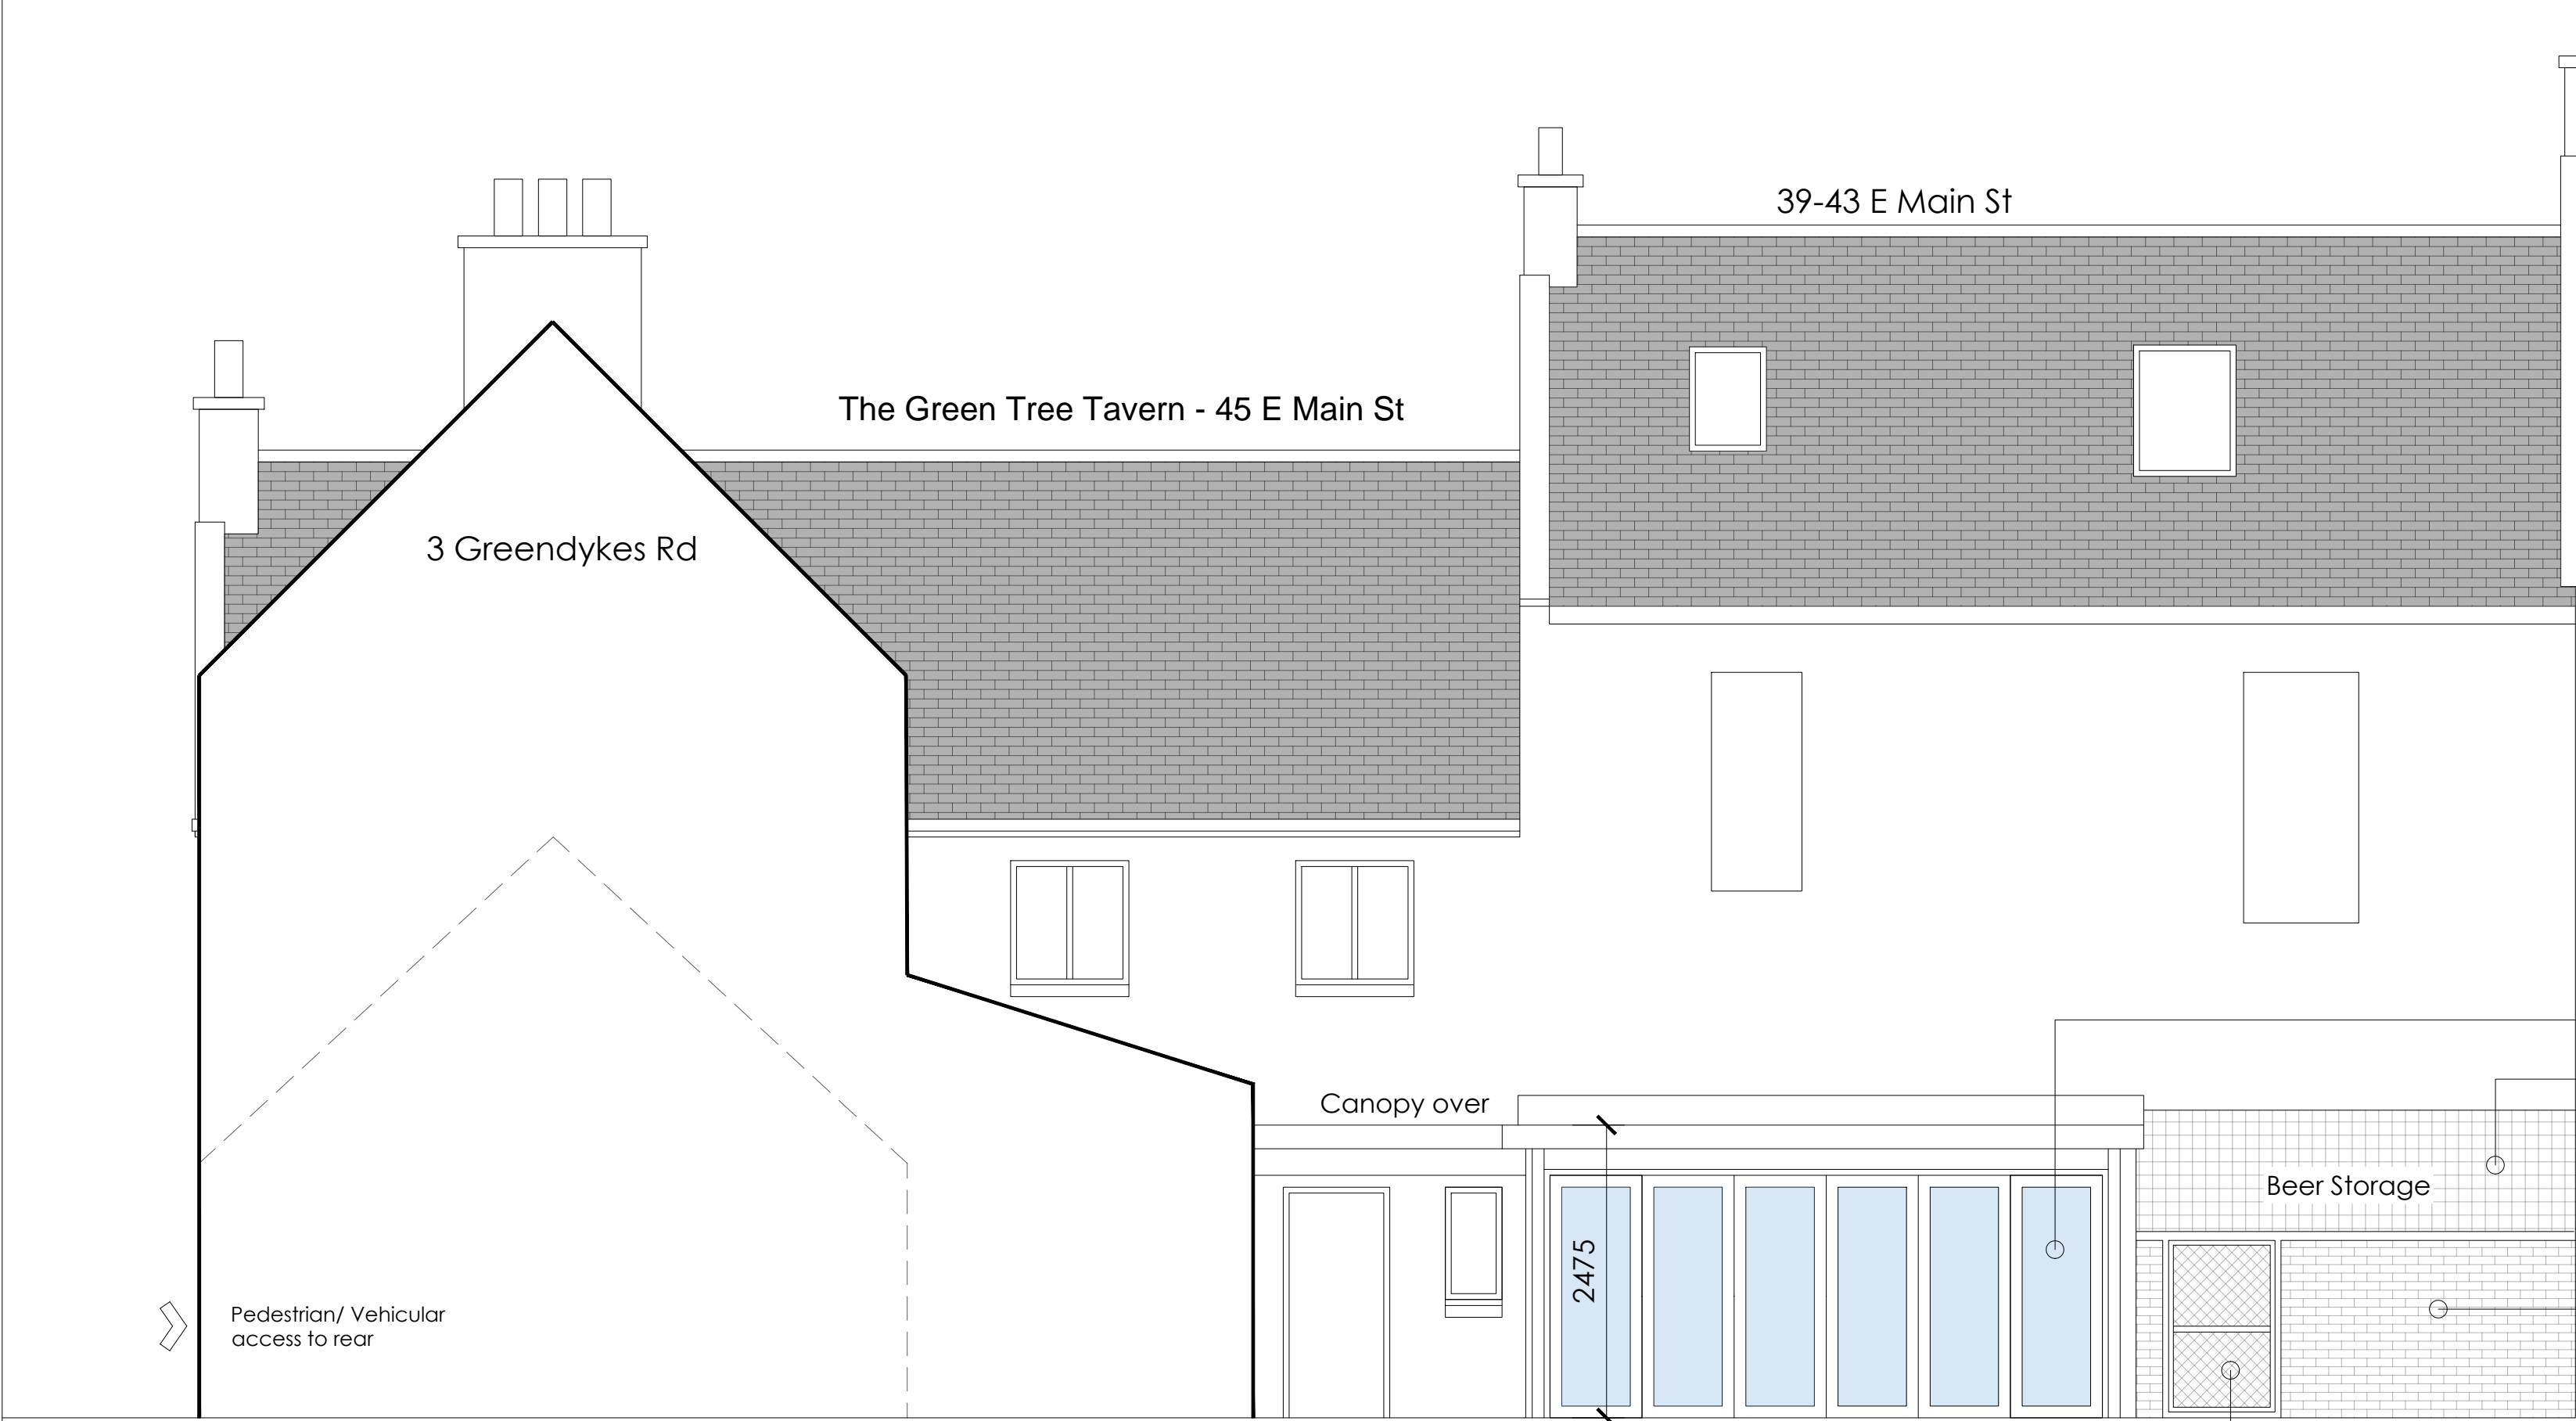 39-43 E Main St
The Green Tree Tavern - 45 E Main St
3 Greendykes Rd
Canopy over
Beer Storage
2475
Pedestrian/ Vehicular
access to rear